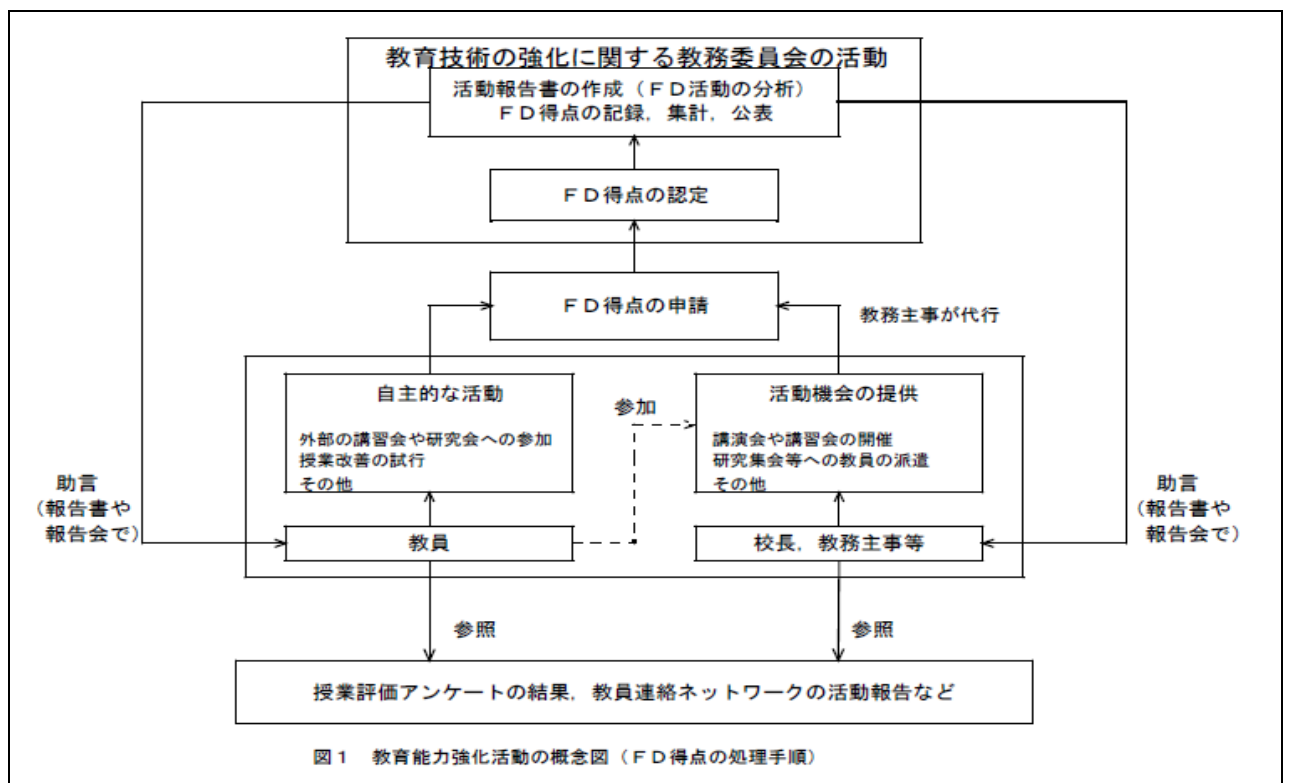 教育技術の強化に関する教務委員会の活動
活動報告書の作成（ＦＤ活動の分析）
ＦＤ得点の記録，集計，公表
ＦＤ得点の認定
ＦＤ得点の申請
教務主事が代行
自主的な活動
外部の講習会や研究会への参加
授業改善の試行
その他
参加
活動機会の提供
講演会や講習会の開催
研究集会等への教員の派遣
その他
助言
（報告書や
報告会で）
教員
校長，教務主事等
助言
（報告書や
報告会で）
参照
参照
授業評価アンケートの結果，教員連絡ネットワークの活動報告など
図１　教育能力強化活動の概念図（ＦＤ得点の処理手順）